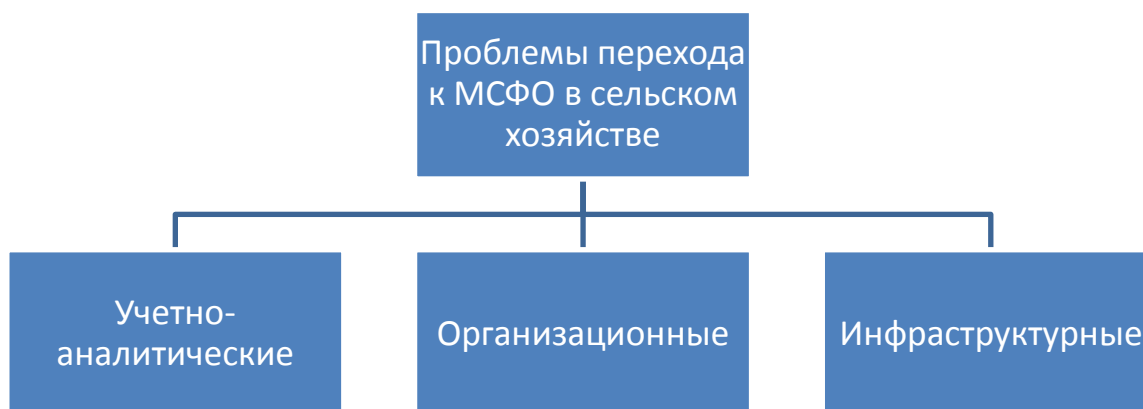 Проблемы перехода
к МСФО в сельском
хозяйстве
Учетно-
аналитические
Организационные
Инфраструктурные